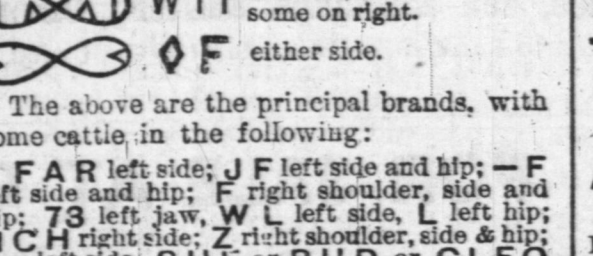 some on right.
F either side.
The above are the principal brands, with
ome cattle in the following:
F A R left side; J F left side and hip; — F
ft side and hip; F right shoulder, side and
p; 73 left jaw, W L left side, L left hip;
C H right side; Z right shoulder, side & hip;